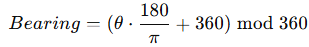 Bearing = (θ · 180/π + 360) mod 360